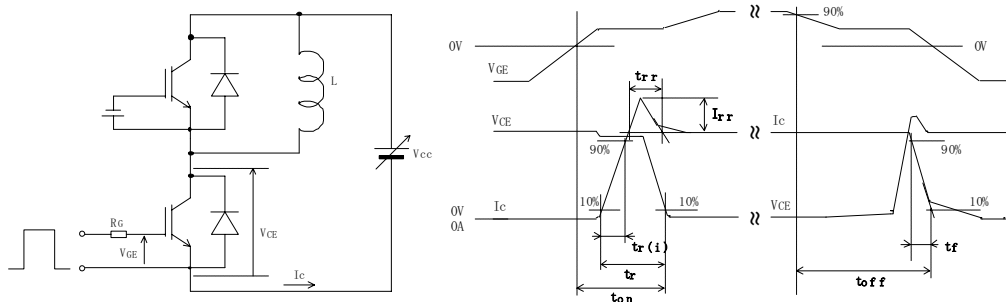 L
Vcc
RG
VGE
VCE
Ic
90%
0V
0V
VGE
trr
Irr
VCE
Ic
90%
90%
0V
0A
Ic
10%
10%
VCE
10%
tr(i)
tr
ton
tf
toff